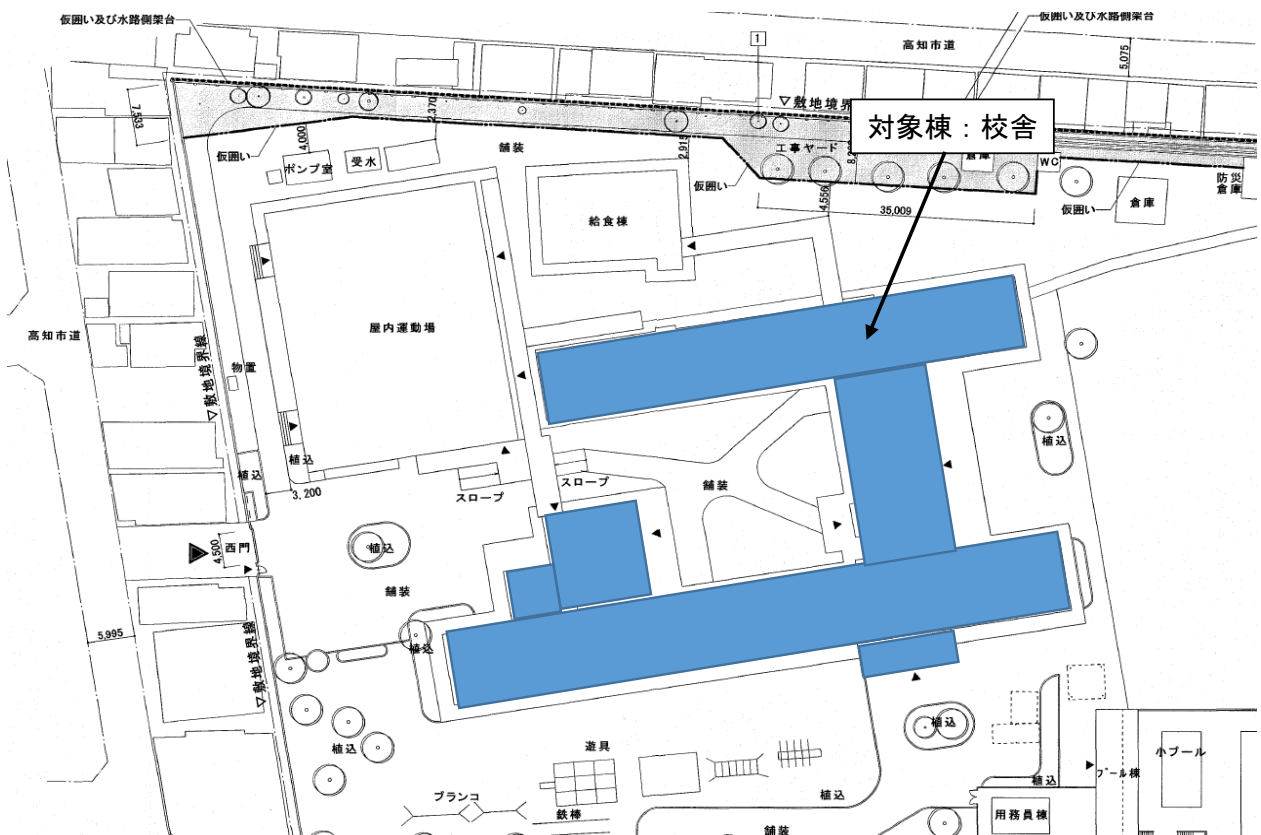 仮囲い及び水路側架台
仮囲い及び水路側架台
1
高知市道
5,075
▽敷地境界
対象棟：校舎
7,593
4,000
2,370
仮囲い
舗装
ポンプ室
受水
工事ヤード
倉庫
WC
仮囲い
4,556
35,009
仮囲い
倉庫
防災
倉庫
給食棟
屋内運動場
高知市道
▽敷地境界線
物置
植込
植込
植込
3,200
スロープ
スロープ
舗装
4,500
西門
植込
舗装
5,995
▽敷地境界線
植込
植込
植込
遊具
ブランコ
鉄棒
植込
舗装
植込
プール棟
小プール
用務員棟